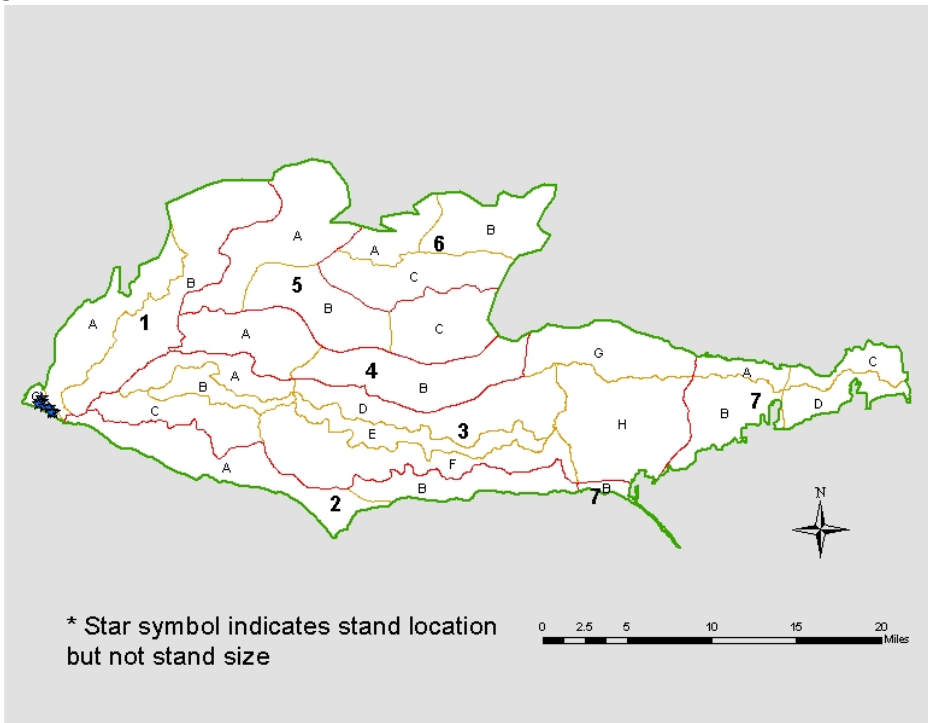 A
B
6
A
C
5
B
B
1
A
A
C
G
4
B
A
B
A
C
D
7
B
D
H
3
E
C
F
A
B
2
7
B
N
* Star symbol indicates stand location
but not stand size
0 2.5 5 10 15 20
Miles